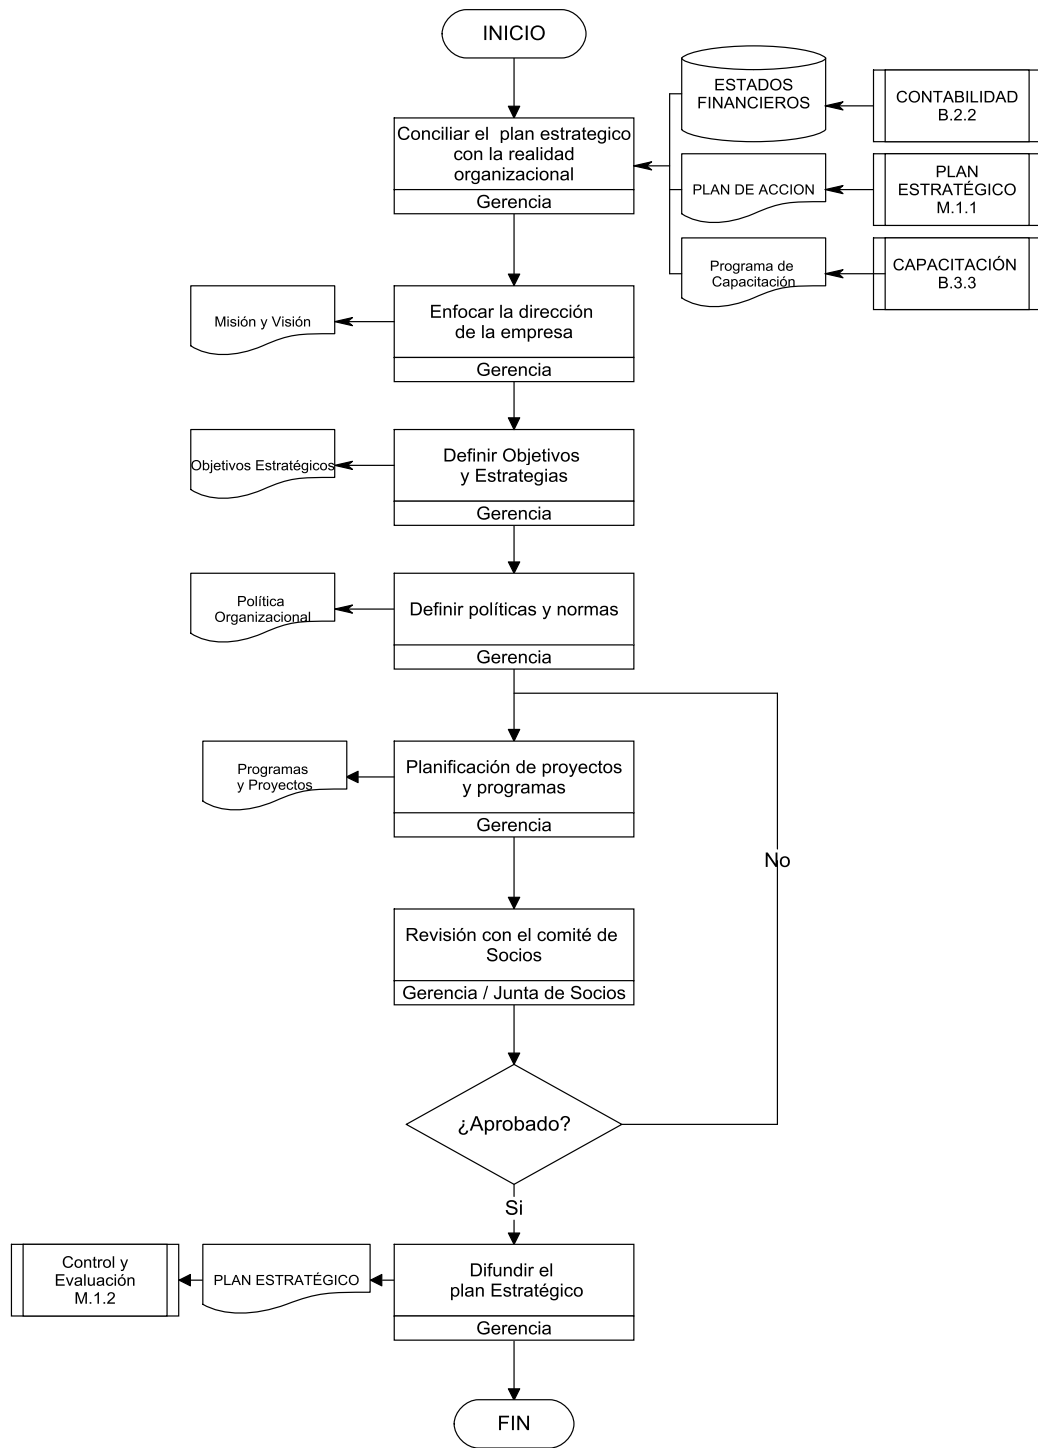 INICIO
ESTADOS
FINANCIEROS
CONTABILIDAD
B.2.2
Conciliar el plan estrategico
con la realidad
organizacional
Gerencia
PLAN DE ACCION
PLAN
ESTRATÉGICO
M.1.1
Programa de
Capacitación
CAPACITACIÓN
B.3.3
Misión y Visión
Enfocar la dirección
de la empresa
Gerencia
Objetivos Estratégicos
Definir Objetivos
y Estrategias
Gerencia
Política
Organizacional
Definir políticas y normas
Gerencia
Programas
y Proyectos
Planificación de proyectos
y programas
Gerencia
No
Revisión con el comité de
Socios
Gerencia / Junta de Socios
¿Aprobado?
Si
Control y
Evaluación
M.1.2
PLAN ESTRATÉGICO
Difundir el
plan Estratégico
Gerencia
FIN